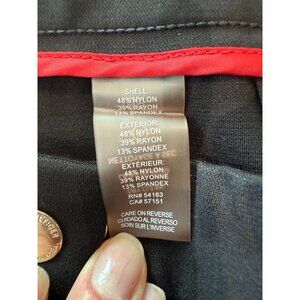 SHELL:
48% NYLON
39% RAYON
13% SPANDEX
EXTERIOR:
48% NYLON
39% RAYON
13% SPANDEX
EXTÉRIEUR:
48% NYLON
39% RAYONNE
13% SPANDEX
RN# 54163
CA# 57151
CARE ON REVERSE
CUIDADO AL REVERSO
SOIN SUR L'INVERSE
HILFIGER